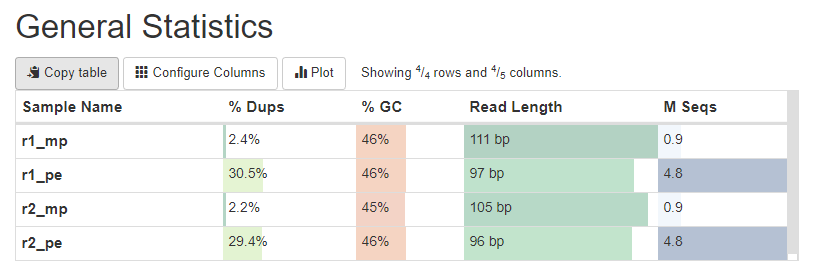 General Statistics
Copy table Configure Columns Plot Showing 4/4 rows and 4/5 columns.
Sample Name % Dups % GC Read Length M Seqs
r1_mp 2.4% 46% 111 bp 0.9
r1_pe 30.5% 46% 97 bp 4.8
r2_mp 2.2% 45% 105 bp 0.9
r2_pe 29.4% 46% 96 bp 4.8